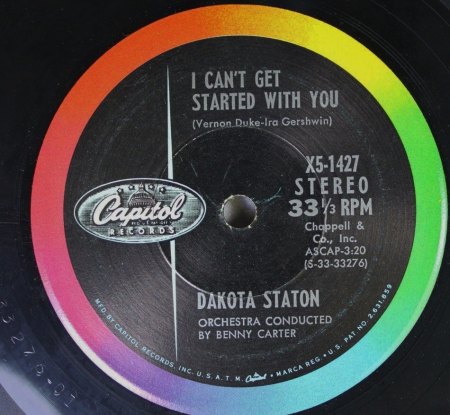 I CAN'T GET
STARTED WITH YOU
(Vernon Duke-Ira Gershwin)
X5-1427
STEREO
33⅓ RPM
Chappell &
Co., Inc.
ASCAP-3:20
(S-33-33276)
Capitol
RECORDS
DAKOTA STATON
ORCHESTRA CONDUCTED
BY BENNY CARTER
MFD. BY CAPITOL RECORDS, INC. U.S.A. T.M. Capitol • MARCA REG. • U.S. PAT. NO. 2,631,859